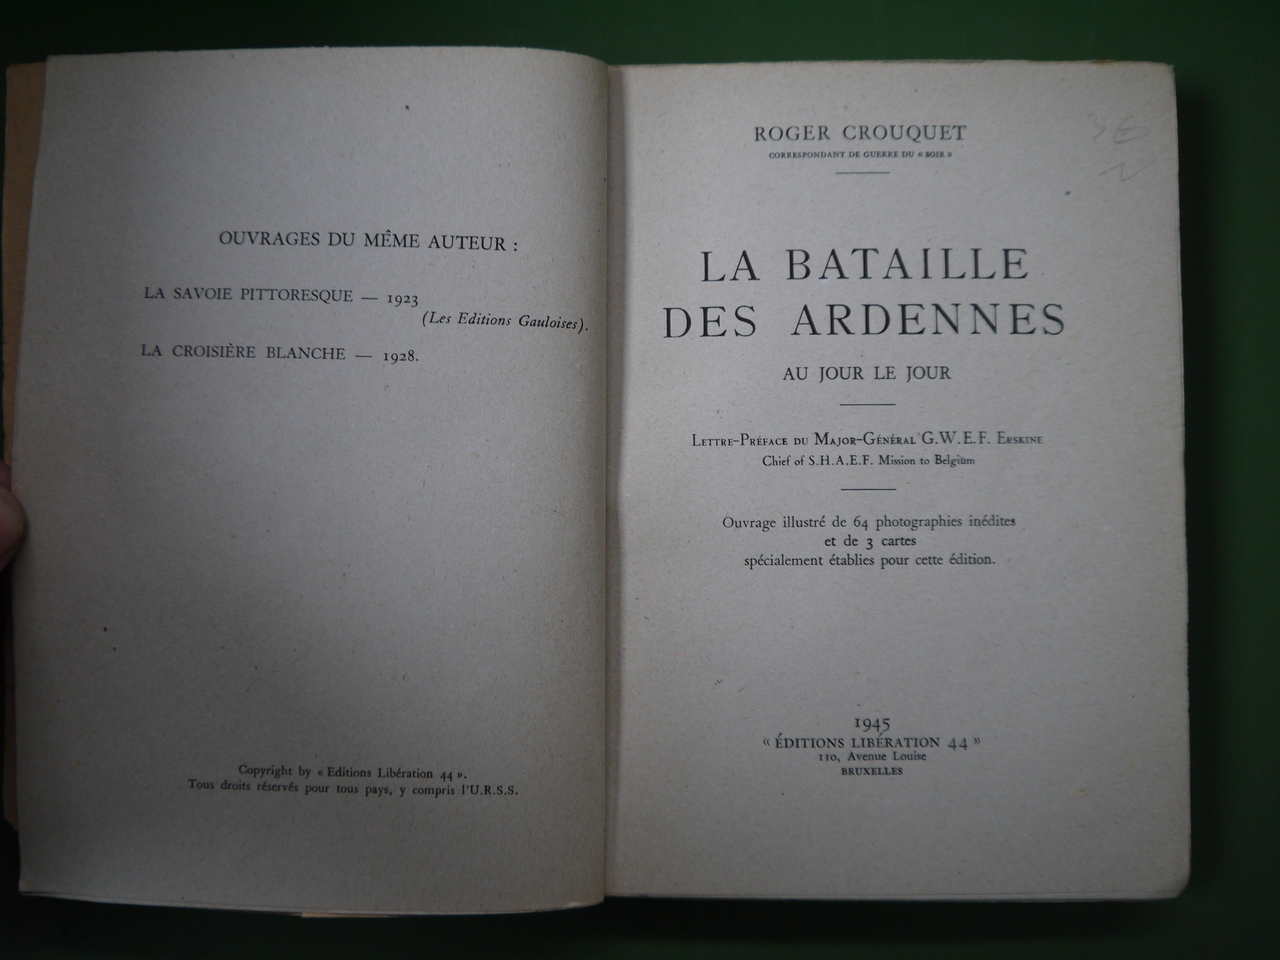 OUVRAGES DU MÊME AUTEUR :
LA SAVOIE PITTORESQUE — 1923
(Les Editions Gauloises).
LA CROISIÈRE BLANCHE — 1928.
Copyright by « Editions Libération 44 ».
Tous droits réservés pour tous pays, y compris l'U.R.S.S.
ROGER CROUQUET
CORRESPONDANT DE GUERRE DU « SOIR »
LA BATAILLE
DES ARDENNES
AU JOUR LE JOUR
LETTRE-PRÉFACE DU MAJOR-GÉNÉRAL G.W.E.F. ERSKINE
Chief of S.H.A.E.F. Mission to Belgiüm
Ouvrage illustré de 64 photographies inédites
et de 3 cartes
spécialement établies pour cette édition.
1945
« ÉDITIONS LIBÉRATION 44 »
110, Avenue Louise
BRUXELLES